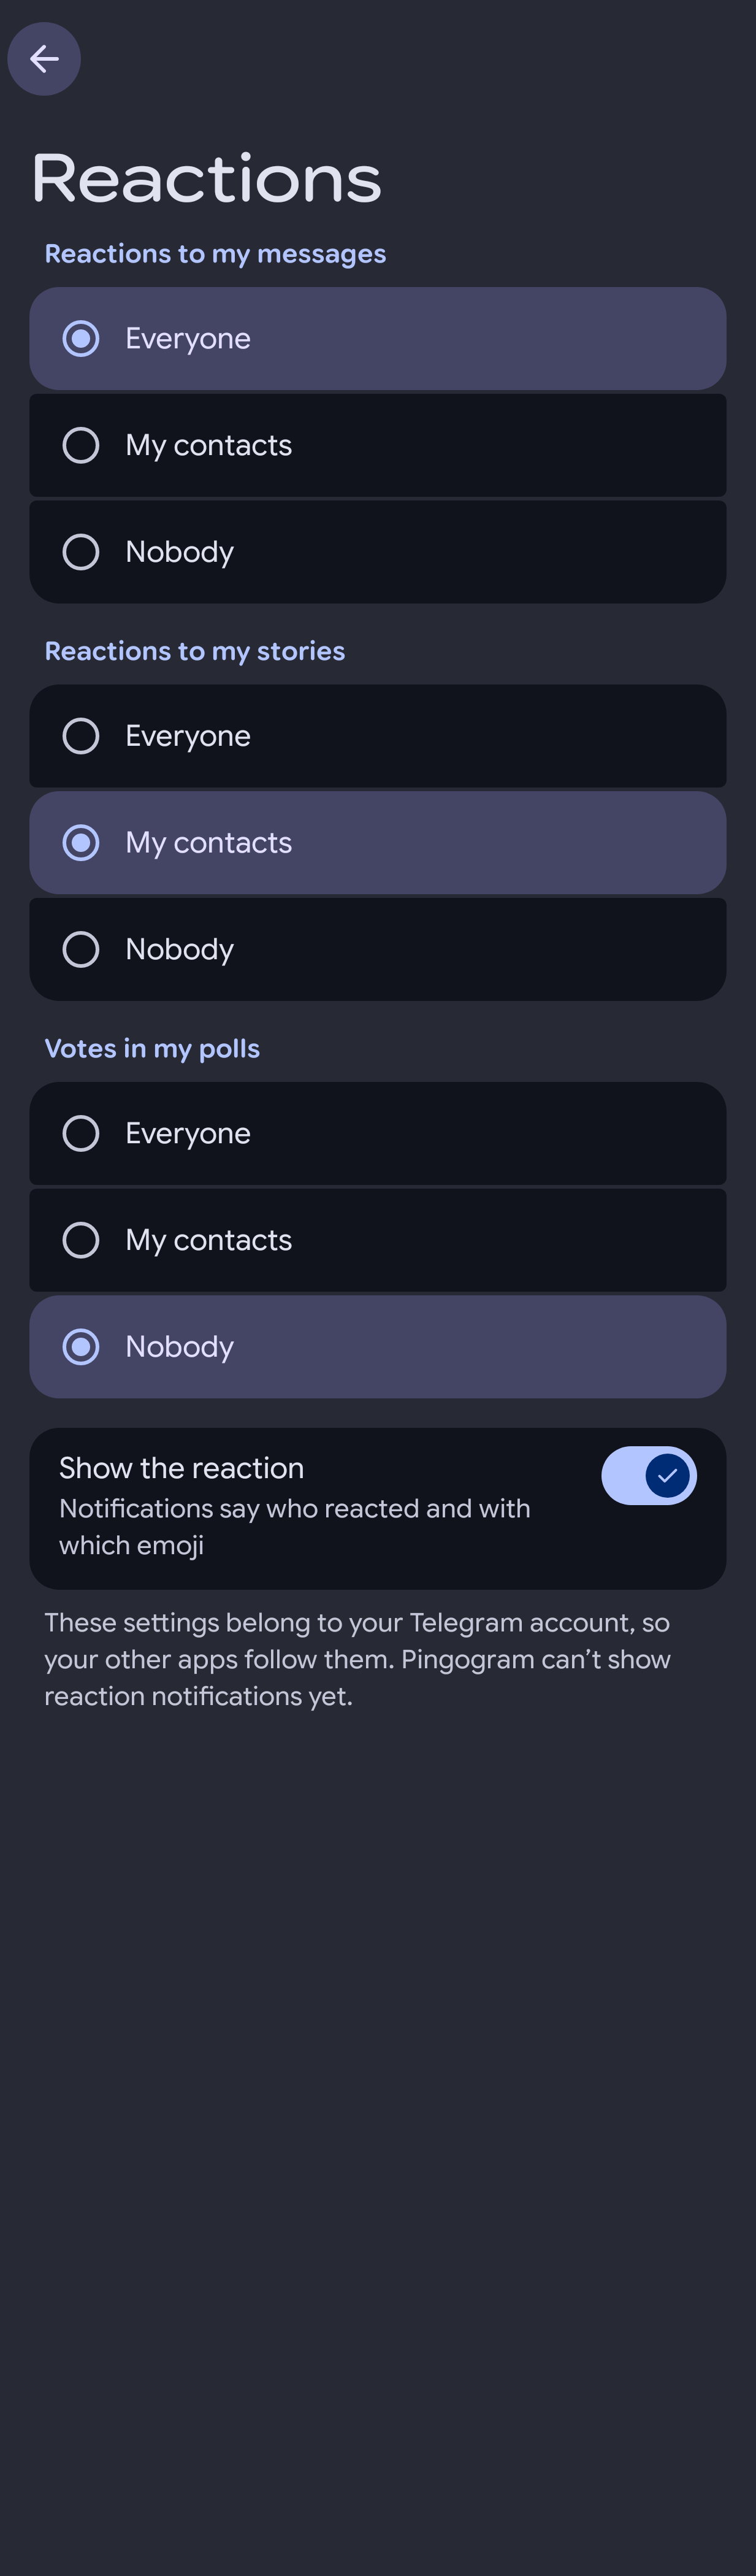 Reactions
Reactions to my messages
Everyone
My contacts
Nobody
Reactions to my stories
Everyone
My contacts
Nobody
Votes in my polls
Everyone
My contacts
Nobody
Show the reaction
Notifications say who reacted and with
which emoji
These settings belong to your Telegram account, so
your other apps follow them. Pingogram can’t show
reaction notifications yet.